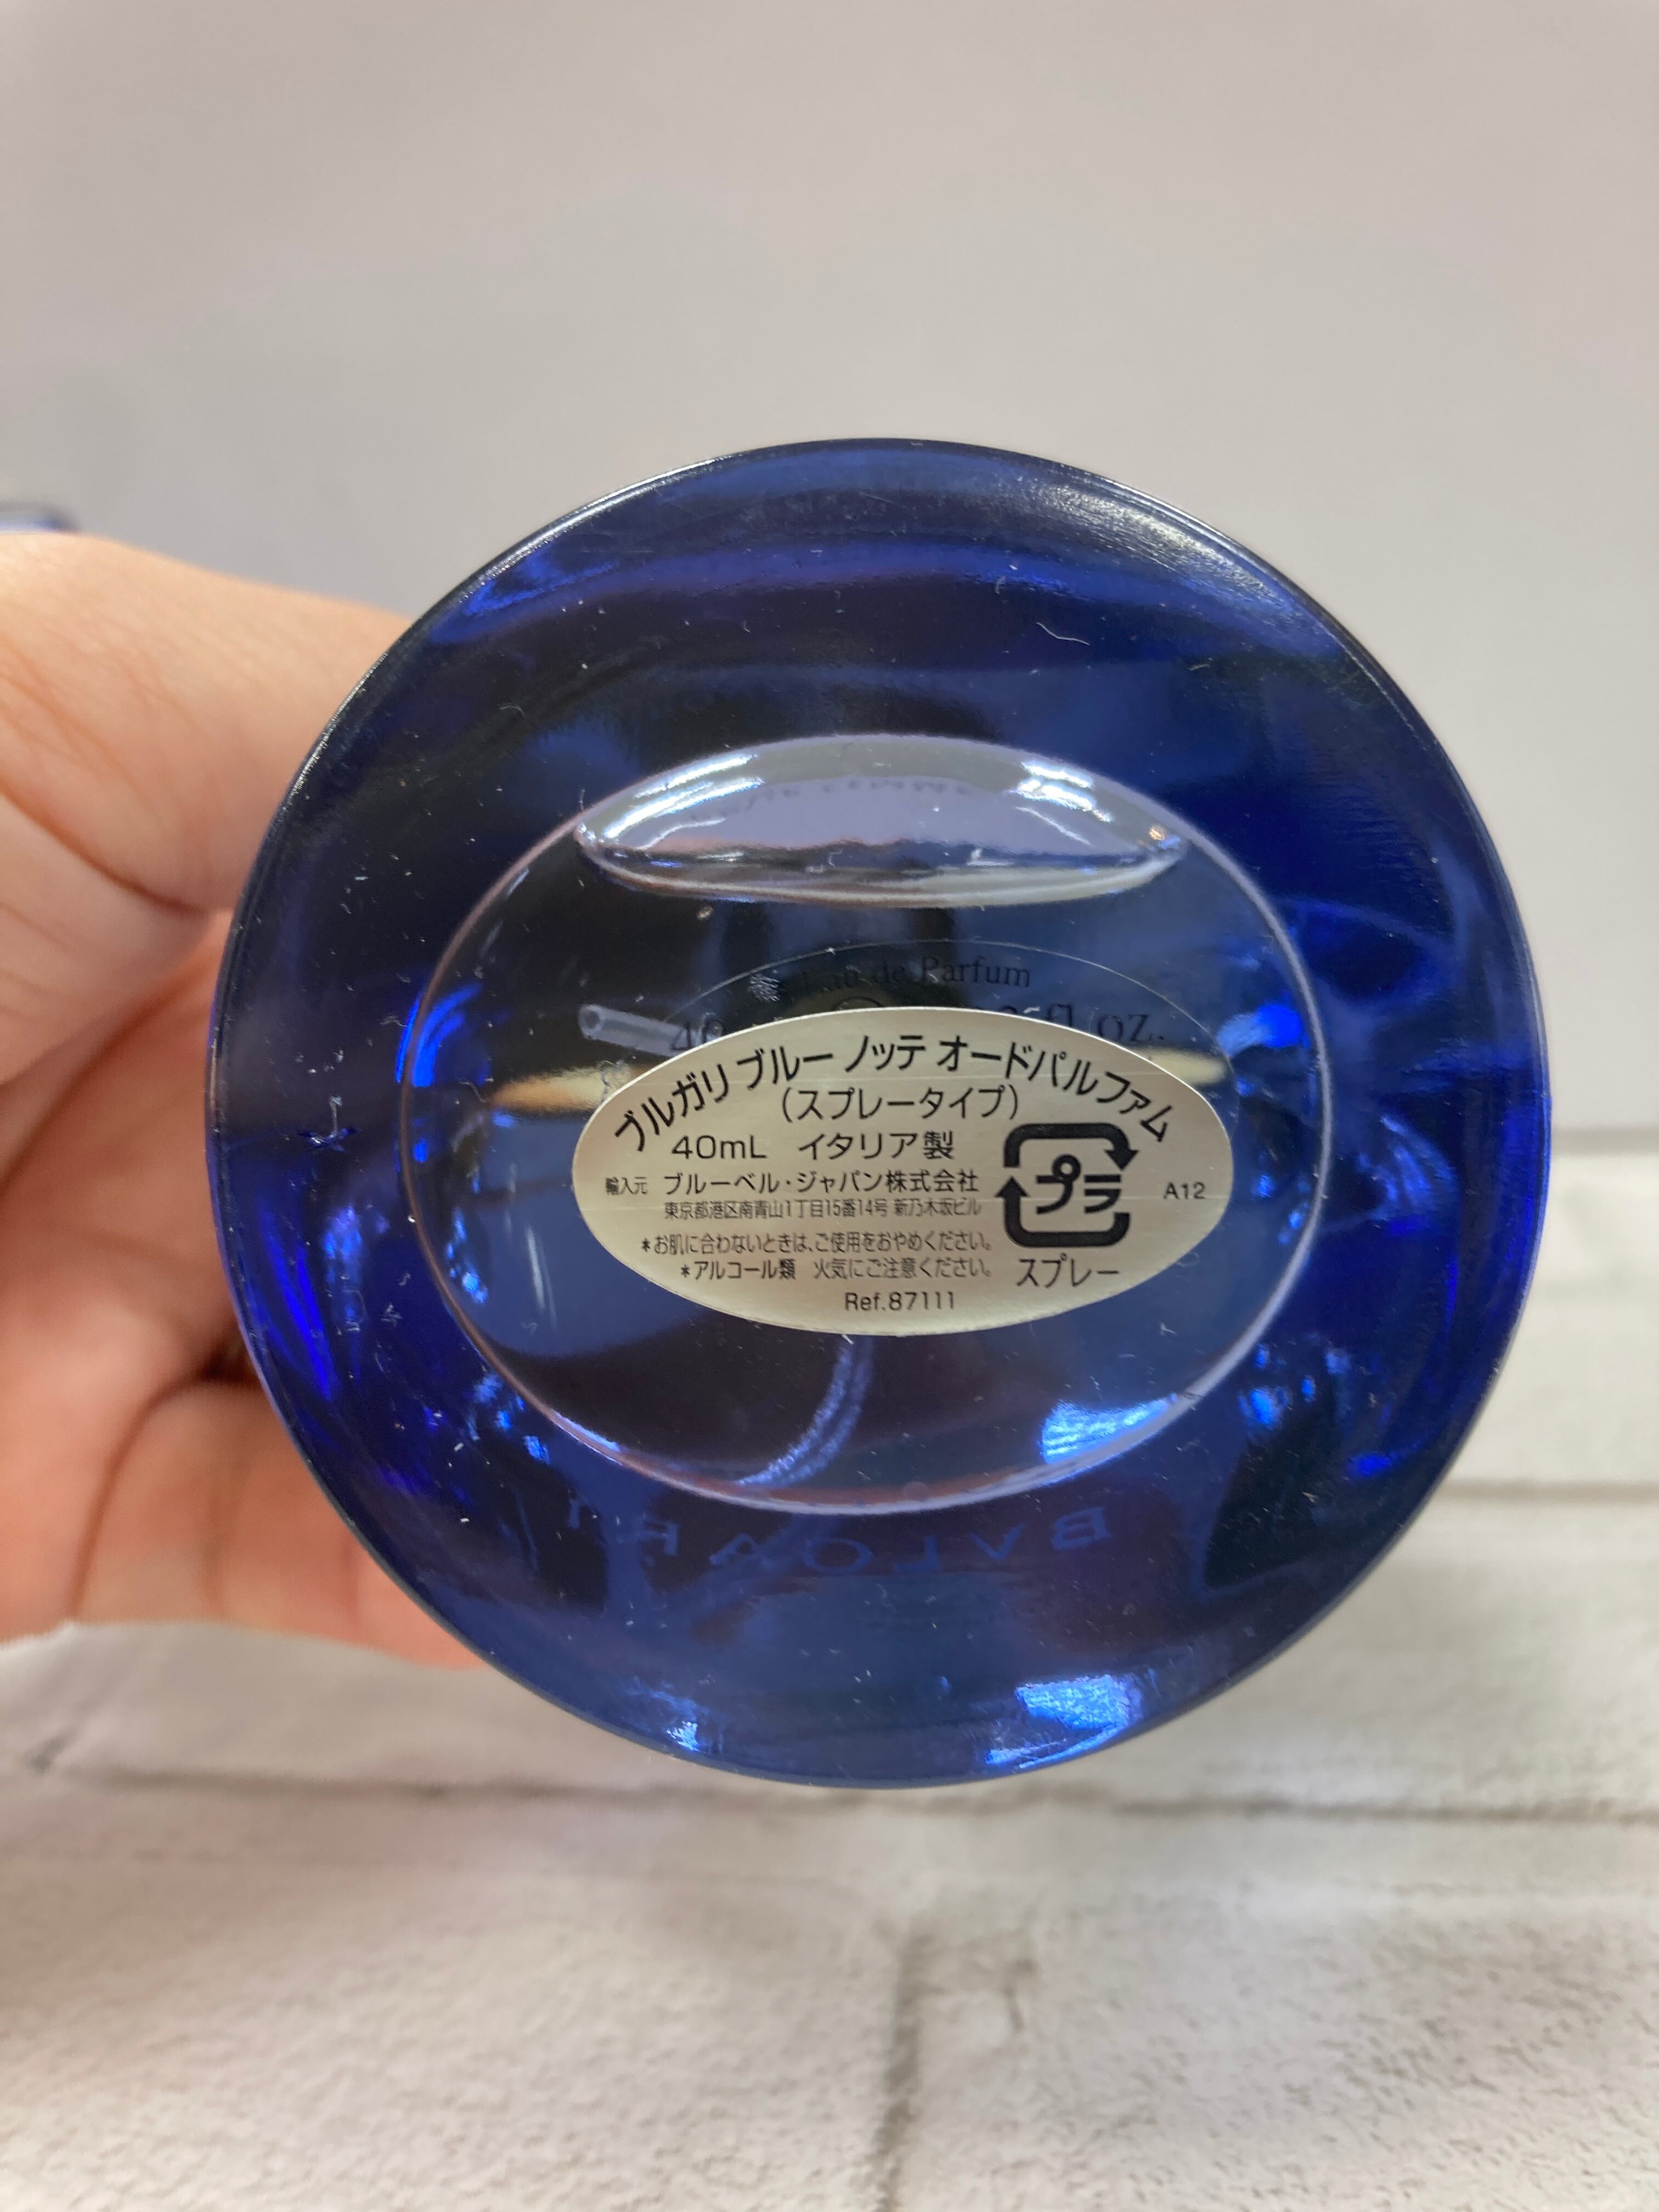 Eau de Parfum
fl oz.
ブルガリ ブルー ノッテ オードパルファム
(スプレータイプ)
40mL イタリア製
輸入元 ブルーベル・ジャパン株式会社
東京都港区南青山1丁目15番14号 新乃木坂ビル
*お肌に合わないときは、ご使用をおやめください。
*アルコール類 火気にご注意ください。
プラ
スプレー
A12
Ref.87111
BVLGARI